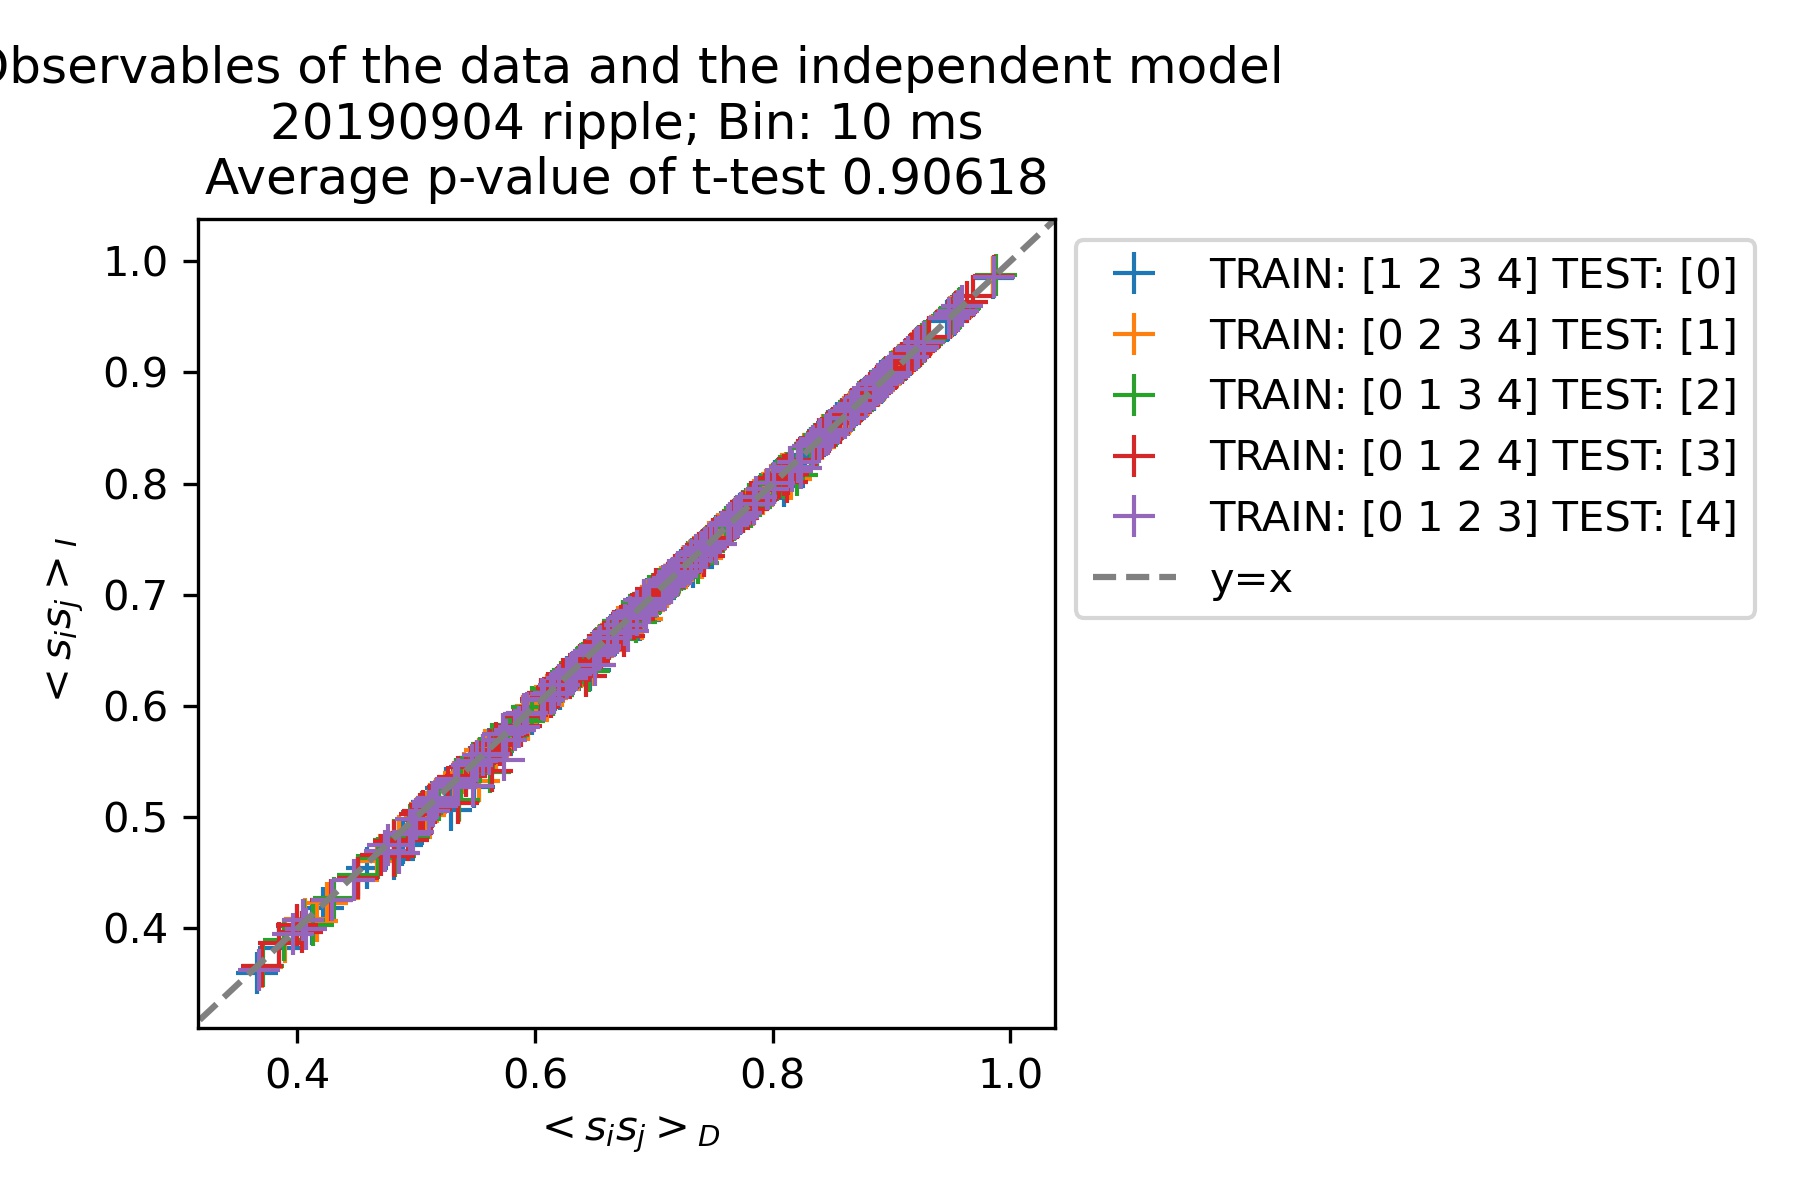 Observables of the data and the independent model
20190904 ripple; Bin: 10 ms
Average p-value of t-test 0.90618
1.0
0.9
0.8
0.7
0.6
0.5
0.4
< s_i s_j >_I
0.4 0.6 0.8 1.0
< s_i s_j >_D
TRAIN: [1 2 3 4] TEST: [0]
TRAIN: [0 2 3 4] TEST: [1]
TRAIN: [0 1 3 4] TEST: [2]
TRAIN: [0 1 2 4] TEST: [3]
TRAIN: [0 1 2 3] TEST: [4]
y=x